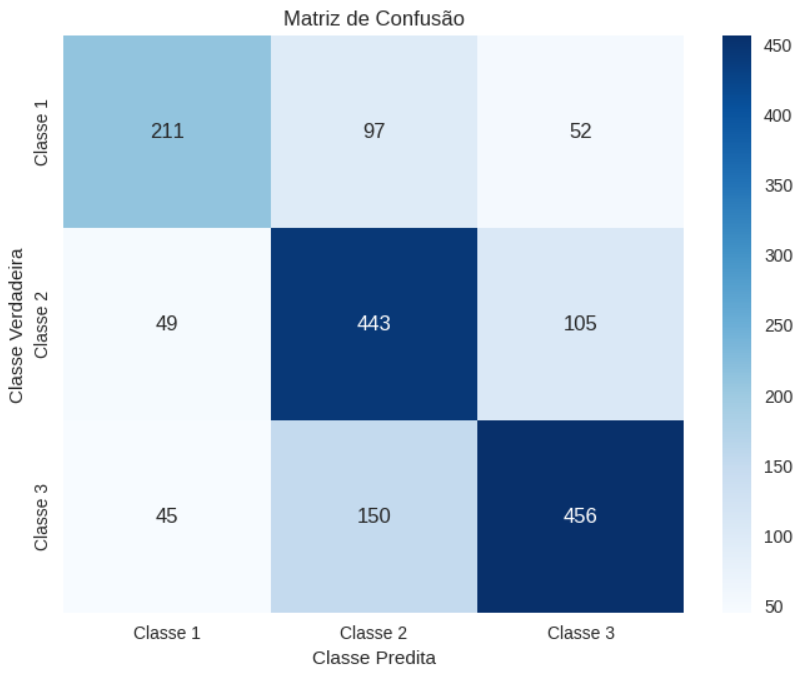 Matriz de Confusão
Classe Verdadeira
Classe 1
211 97 52
Classe 2
49 443 105
Classe 3
45 150 456
Classe 1 Classe 2 Classe 3
Classe Predita
450
400
350
300
250
200
150
100
50